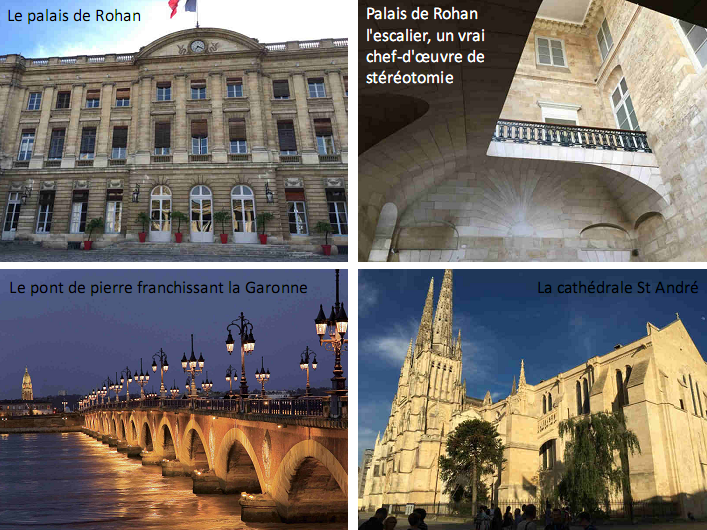 Le palais de Rohan
Palais de Rohan
l'escalier, un vrai
chef-d'œuvre de
stéréotomie
Le pont de pierre franchissant la Garonne
La cathédrale St André